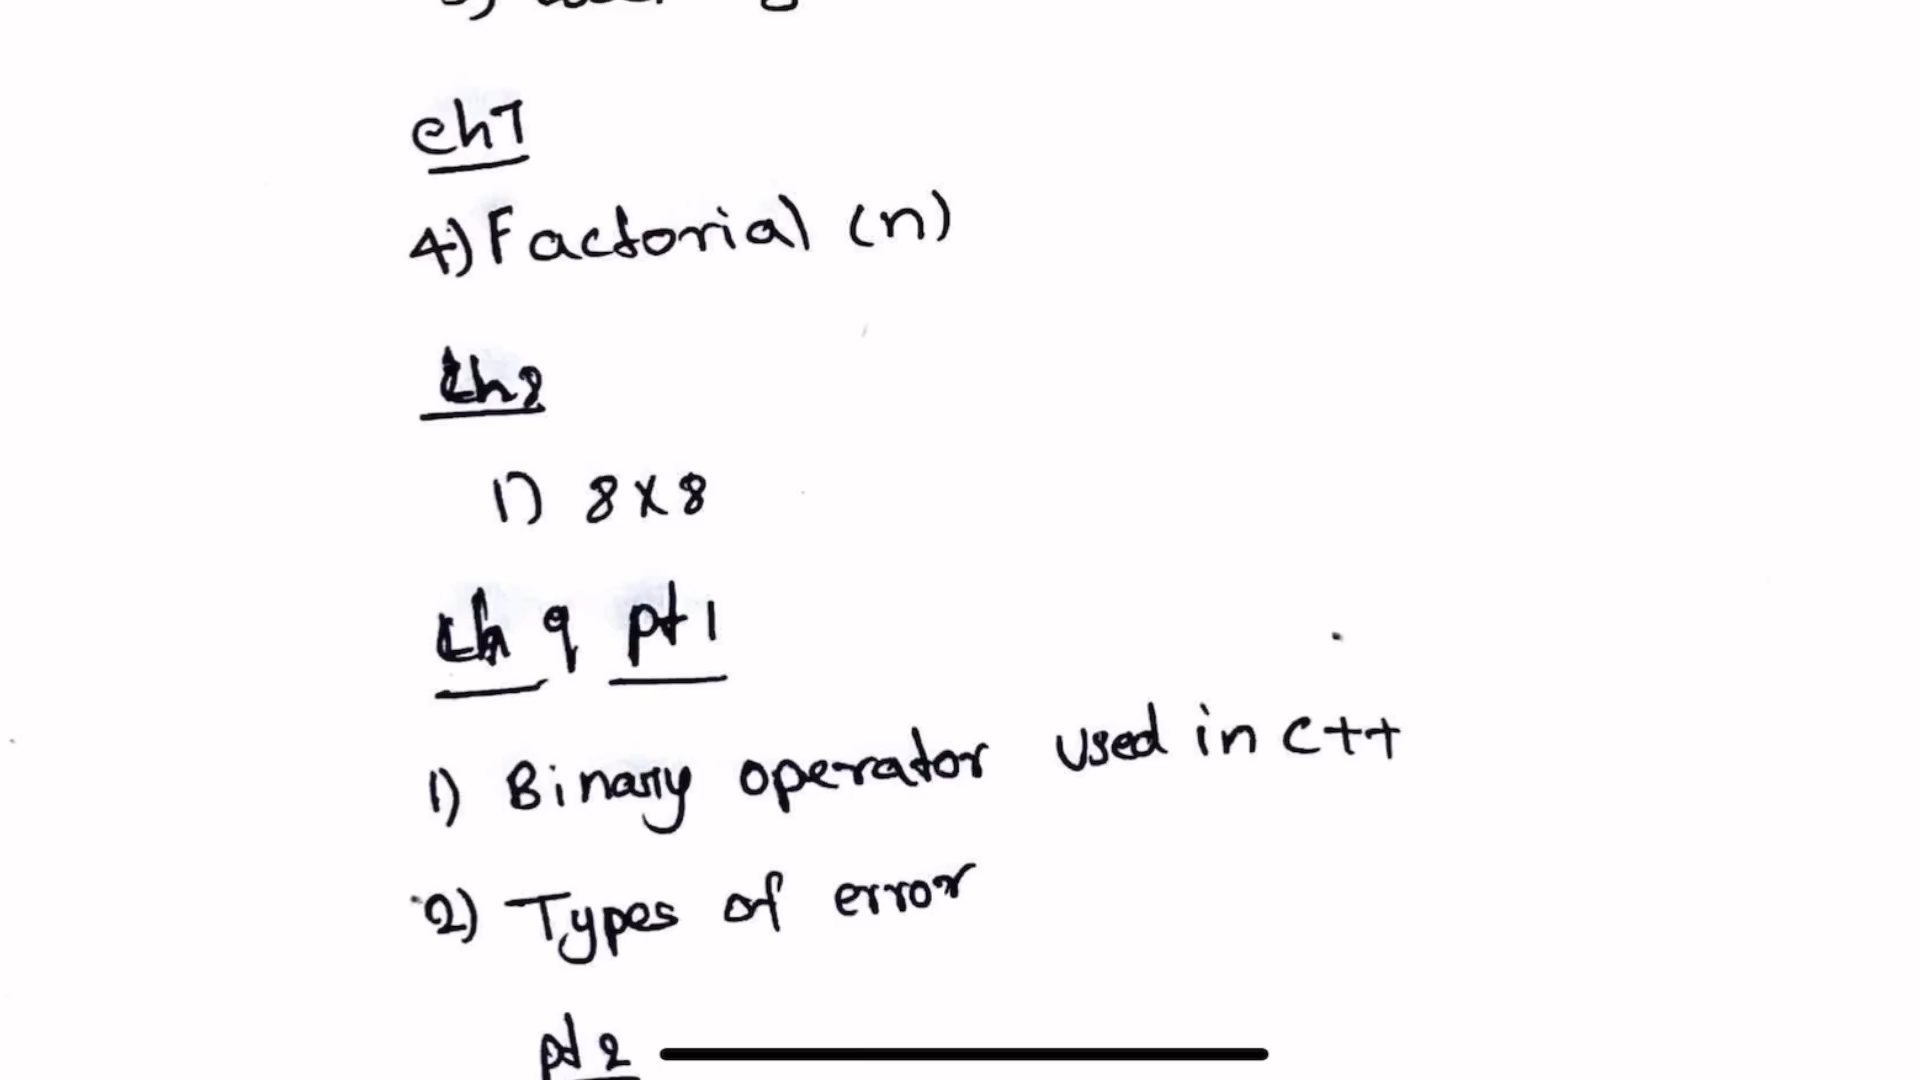 ch7
4) Factorial (n)
Ch8
1) 8x8
Ch 9 pt 1
1) Binary operator used in c++
2) Types of error
pt 2